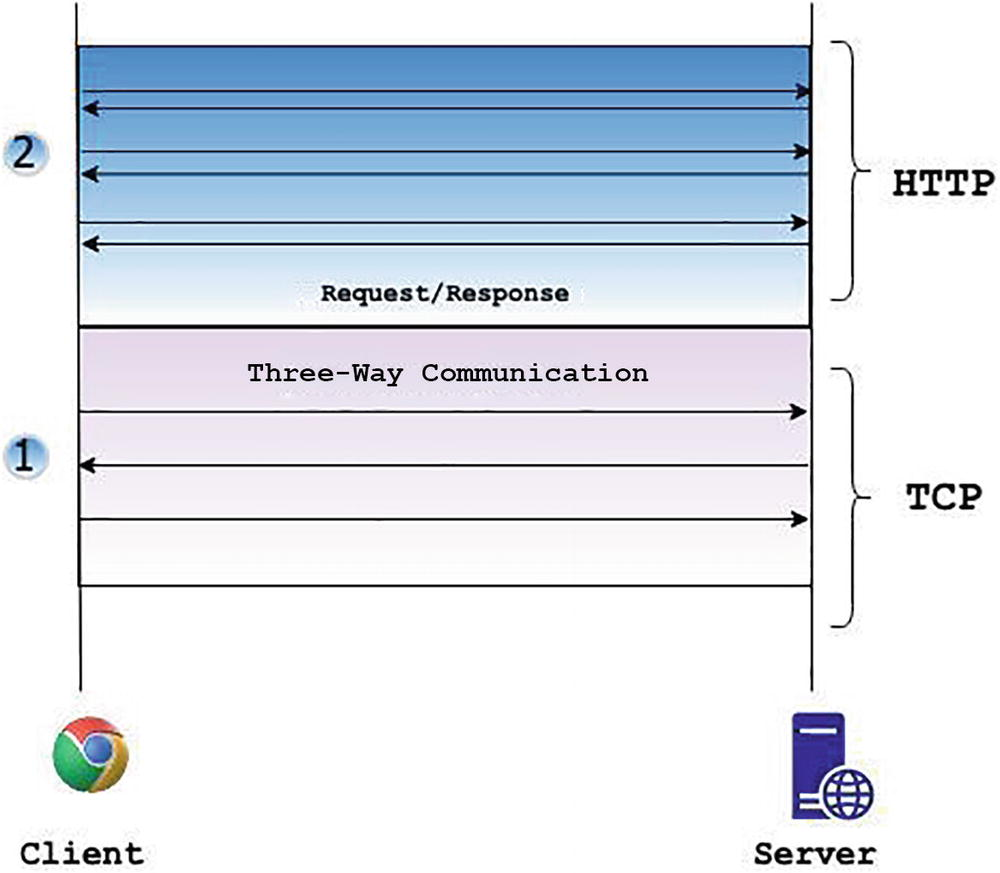 2
HTTP
Request/Response
Three-Way Communication
1
TCP
Client
Server